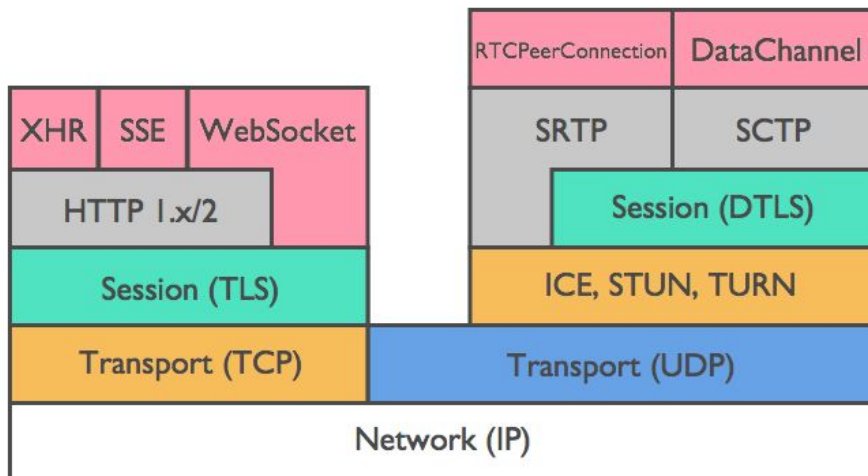 RTCPeerConnection DataChannel
XHR SSE WebSocket SRTP SCTP
HTTP 1.x/2 Session (DTLS)
Session (TLS) ICE, STUN, TURN
Transport (TCP) Transport (UDP)
Network (IP)